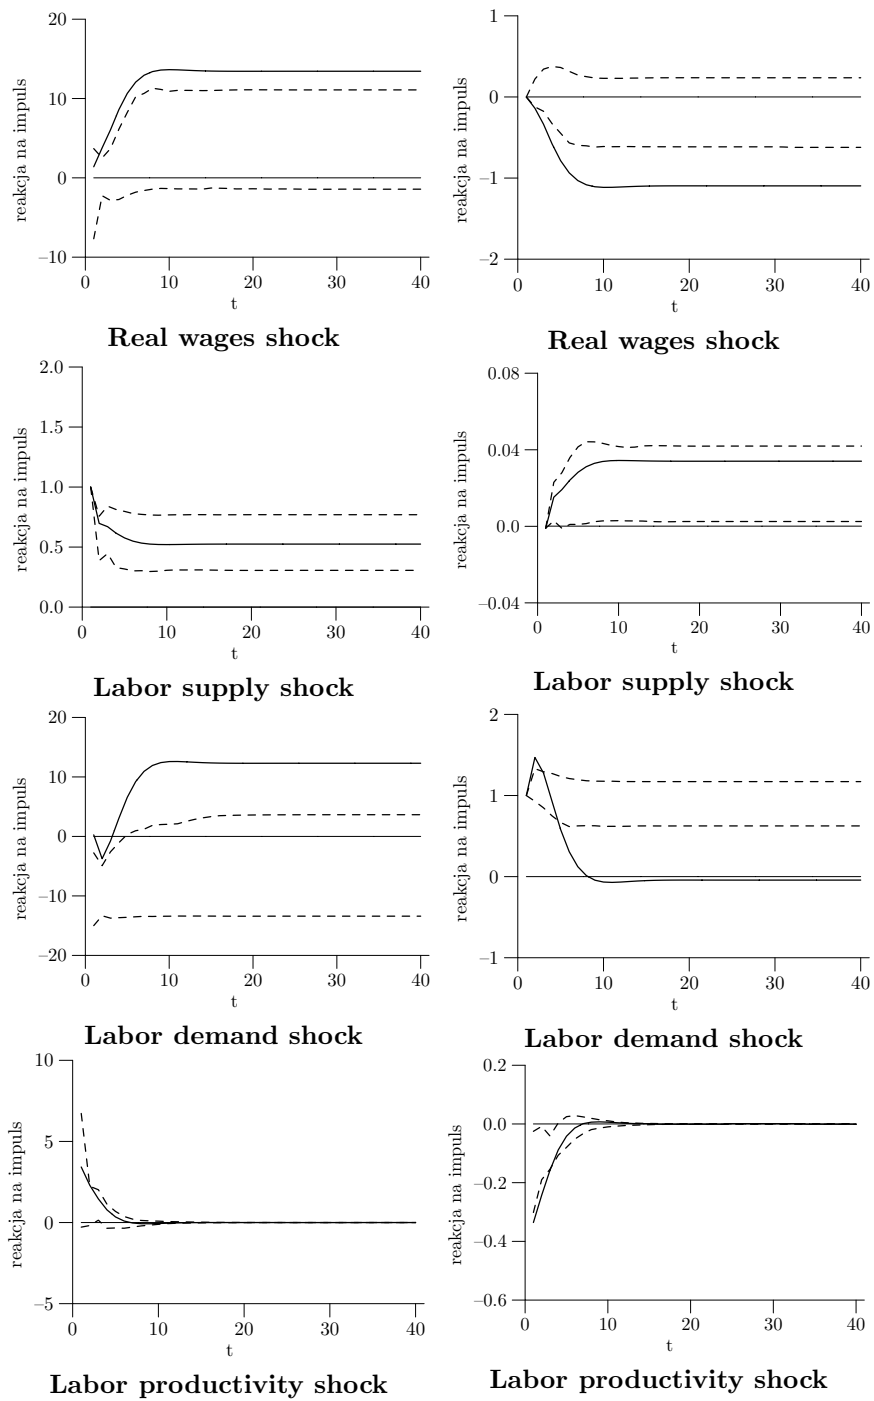 20
10
0
−10
reakcja na impuls
0 10 20 30 40
t
Real wages shock
1
0
−1
−2
reakcja na impuls
0 10 20 30 40
t
Real wages shock
2.0
1.5
1.0
0.5
0.0
reakcja na impuls
0 10 20 30 40
t
Labor supply shock
0.08
0.04
0.0
−0.04
reakcja na impuls
0 10 20 30 40
t
Labor supply shock
20
10
0
−10
−20
reakcja na impuls
0 10 20 30 40
t
Labor demand shock
2
1
0
−1
reakcja na impuls
0 10 20 30 40
t
Labor demand shock
10
5
0
−5
reakcja na impuls
0 10 20 30 40
t
Labor productivity shock
0.2
0.0
−0.2
−0.4
−0.6
reakcja na impuls
0 10 20 30 40
t
Labor productivity shock